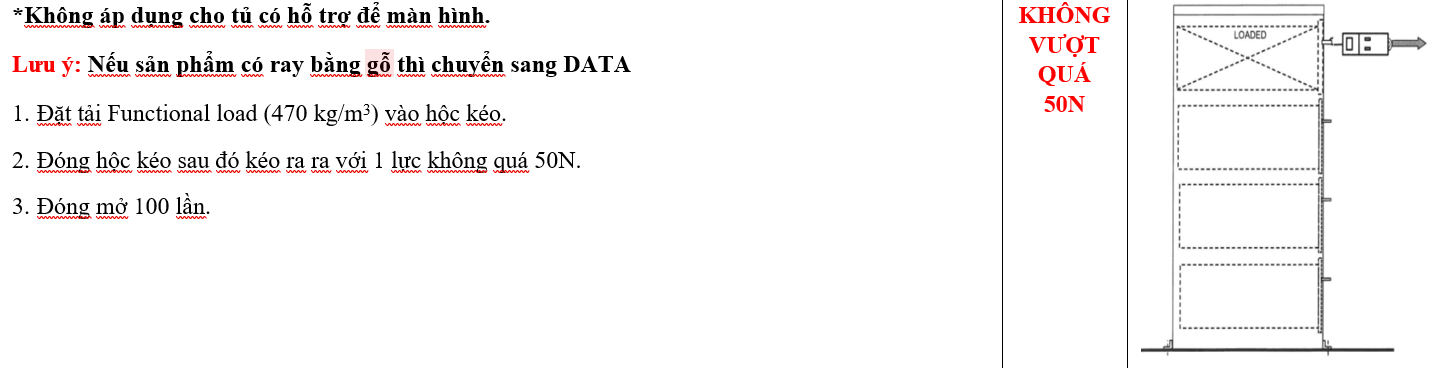 *Không áp dụng cho tủ có hỗ trợ để màn hình.
Lưu ý: Nếu sản phẩm có ray bằng gỗ thì chuyển sang DATA
1. Đặt tải Functional load (470 kg/m³) vào hộc kéo.
2. Đóng hộc kéo sau đó kéo ra ra với 1 lực không quá 50N.
3. Đóng mở 100 lần.
KHÔNG
VƯỢT
QUÁ
50N
LOADED